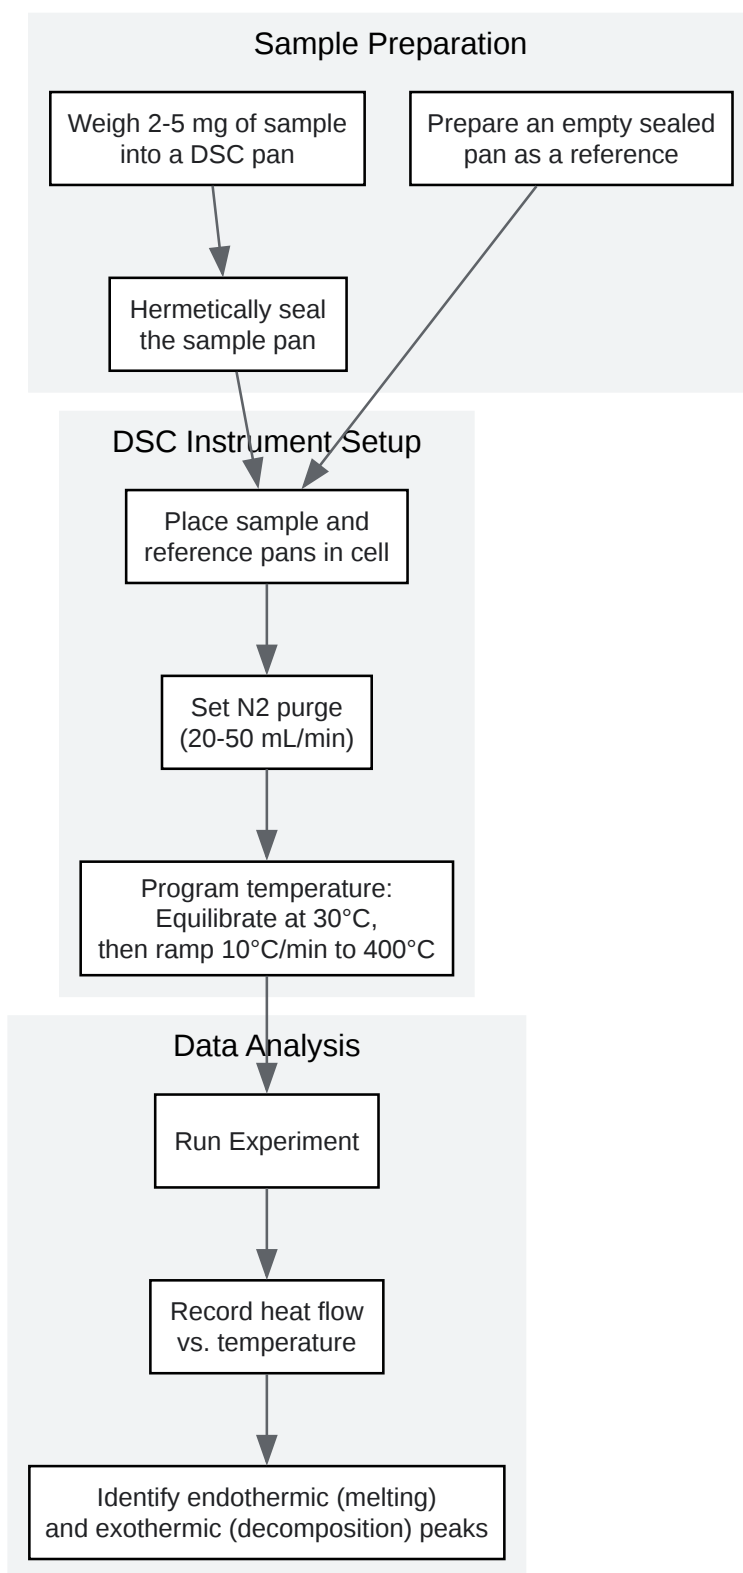 Sample Preparation
Weigh 2-5 mg of sample
into a DSC pan
Prepare an empty sealed
pan as a reference
Hermetically seal
the sample pan
DSC Instrument Setup
Place sample and
reference pans in cell
Set N2 purge
(20-50 mL/min)
Program temperature:
Equilibrate at 30°C,
then ramp 10°C/min to 400°C
Data Analysis
Run Experiment
Record heat flow
vs. temperature
Identify endothermic (melting)
and exothermic (decomposition) peaks